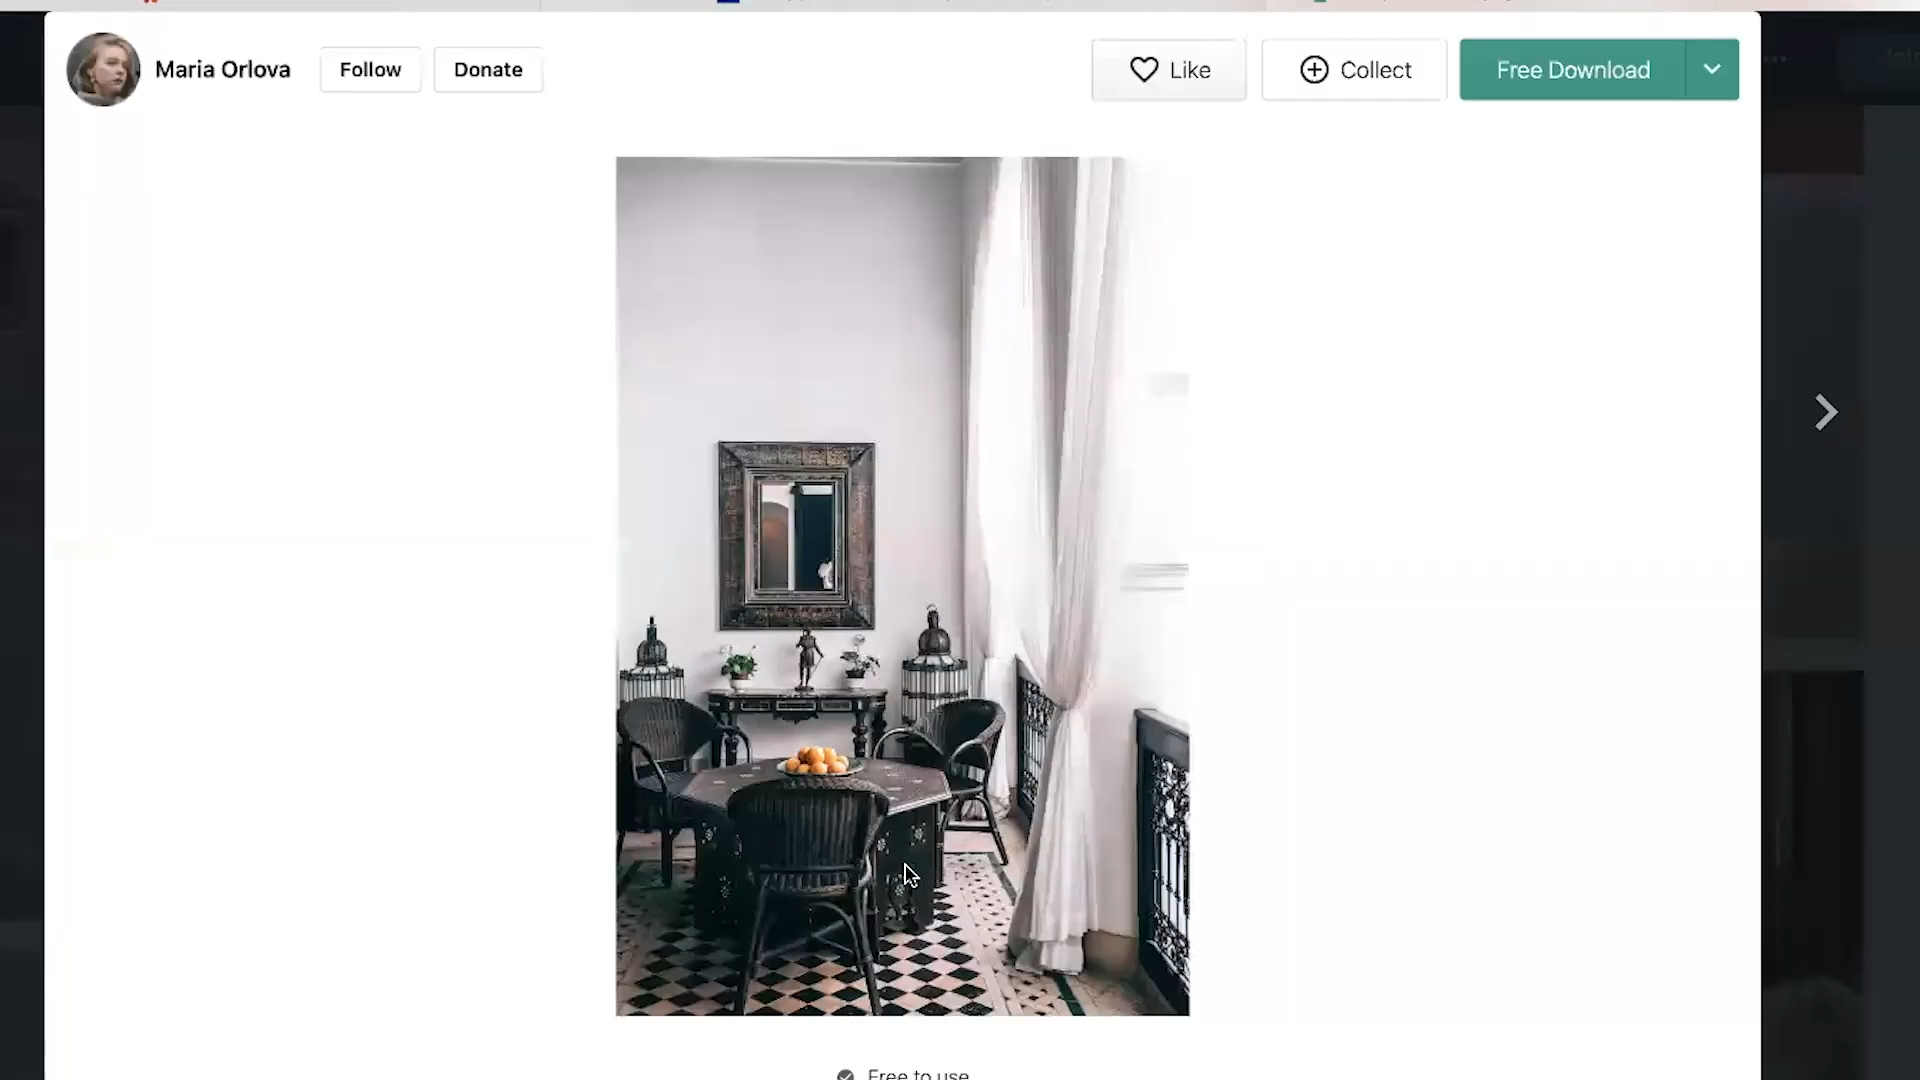 Maria Orlova
Follow
Donate
Like
Collect
Free Download
Free to use